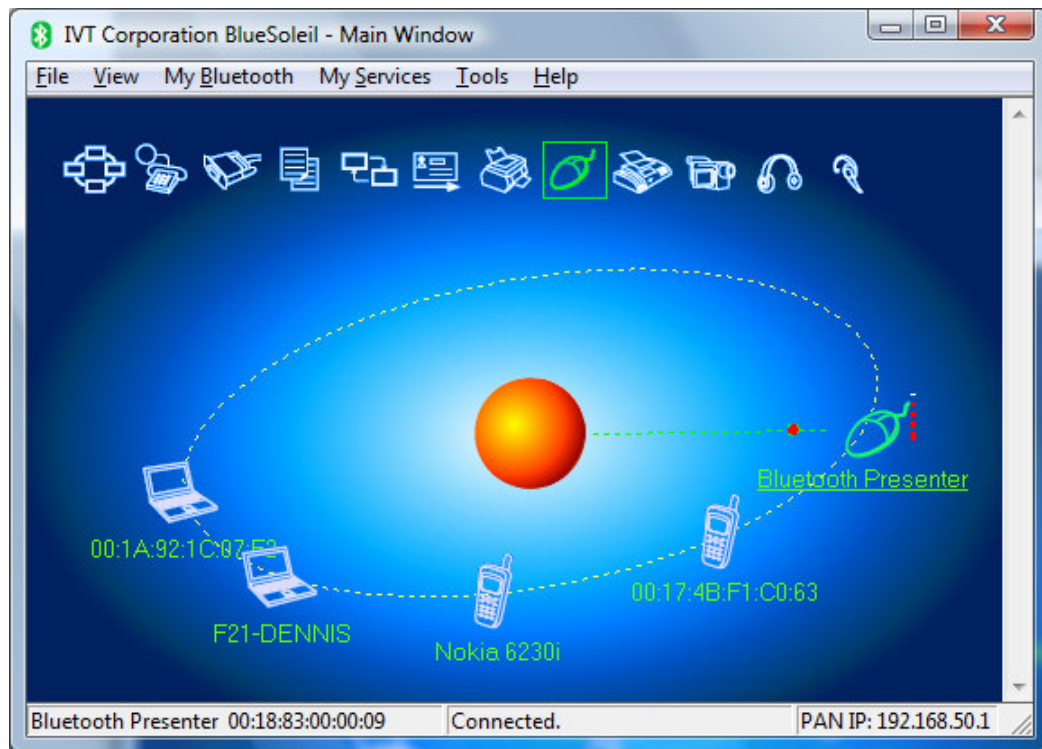 IVT Corporation BlueSoleil - Main Window
File View My Bluetooth My Services Tools Help
Bluetooth Presenter
00:1A:92:1C:07:F2
00:17:4B:F1:C0:63
F21-DENNIS
Nokia 6230i
Bluetooth Presenter 00:18:83:00:00:09 Connected. PAN IP: 192.168.50.1